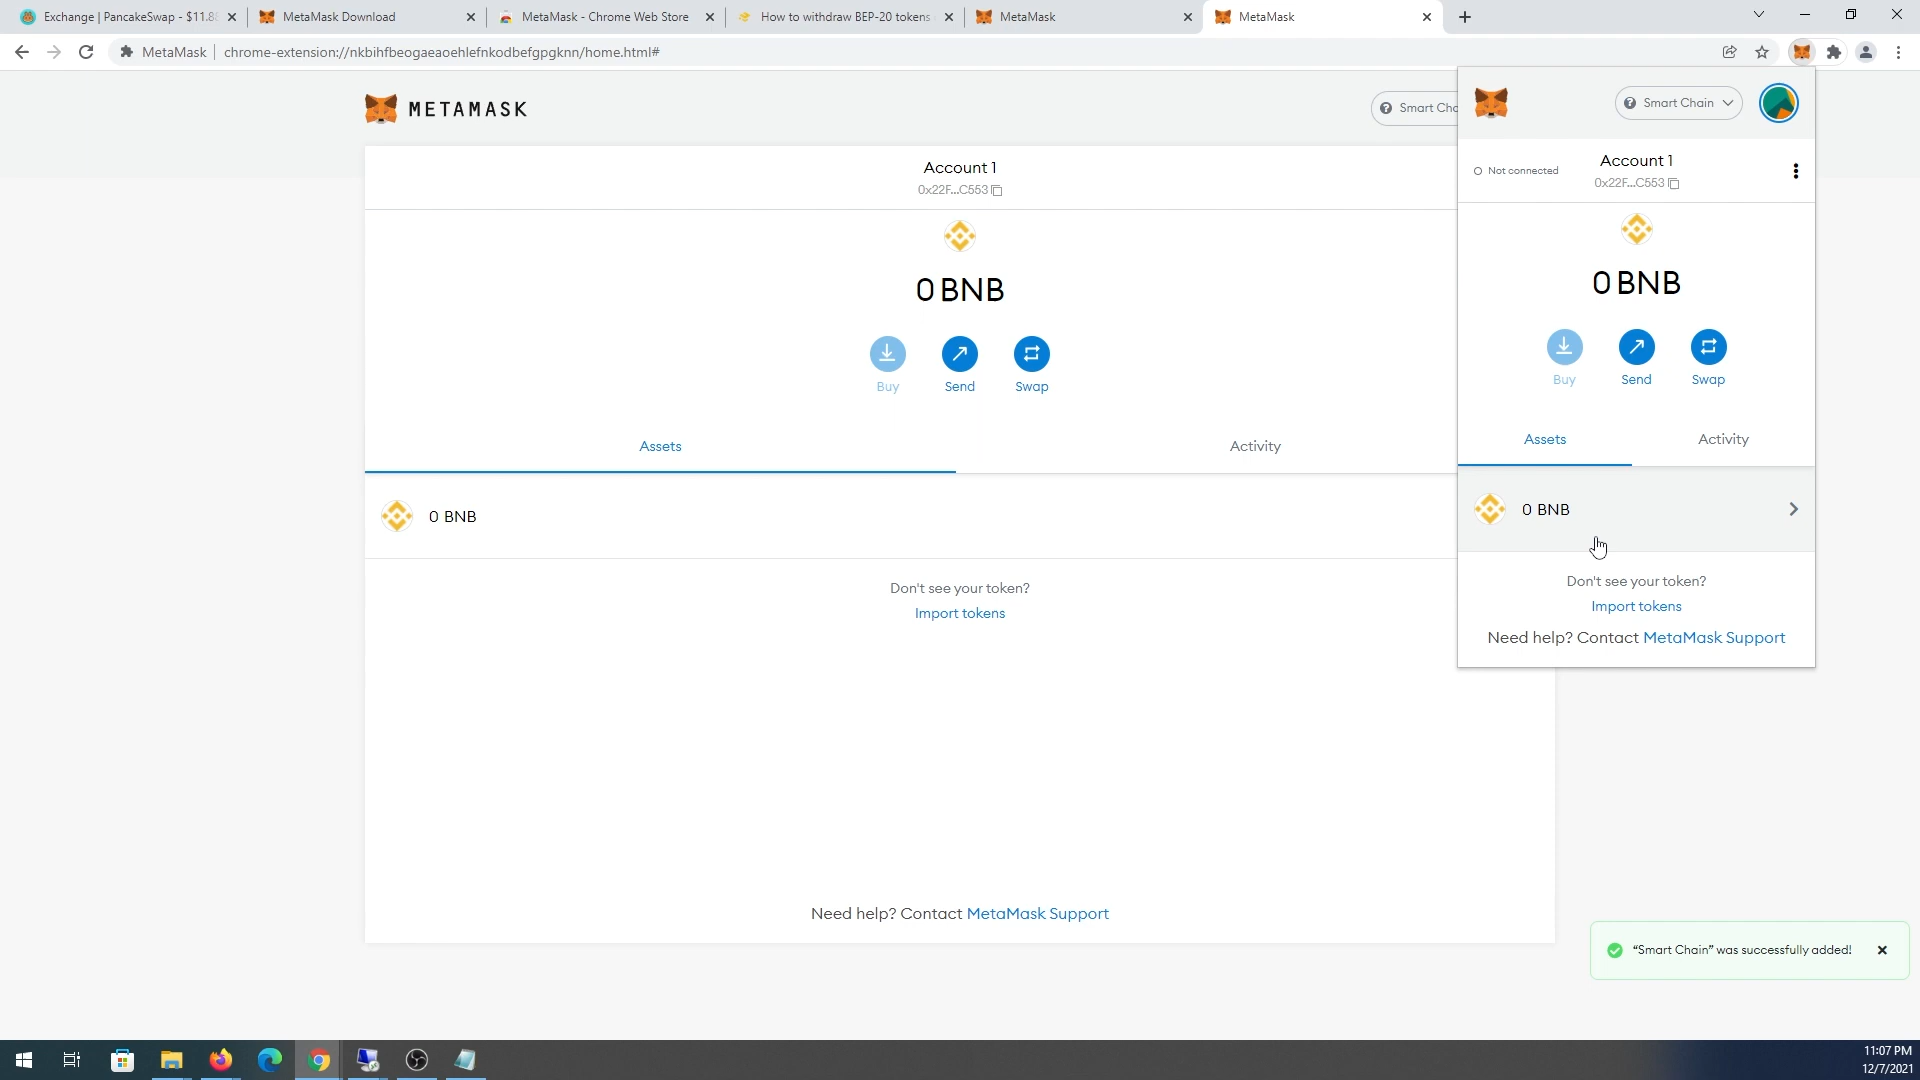 Exchange | PancakeSwap - $11.8
MetaMask Download
MetaMask - Chrome Web Store
How to withdraw BEP-20 tokens
MetaMask
MetaMask
MetaMask
chrome-extension://nkbihfbeogaeaoehlefnkodbefgpgknn/home.html#
METAMASK
Smart Cha
Account 1
0x22F...C553
0 BNB
Buy
Send
Swap
Assets
Activity
0 BNB
Don't see your token?
Import tokens
Need help? Contact MetaMask Support
Smart Chain
Not connected
Account 1
0x22F...C553
0 BNB
Buy
Send
Swap
Assets
Activity
0 BNB
Don't see your token?
Import tokens
Need help? Contact MetaMask Support
“Smart Chain” was successfully added!
11:07 PM
12/7/2021